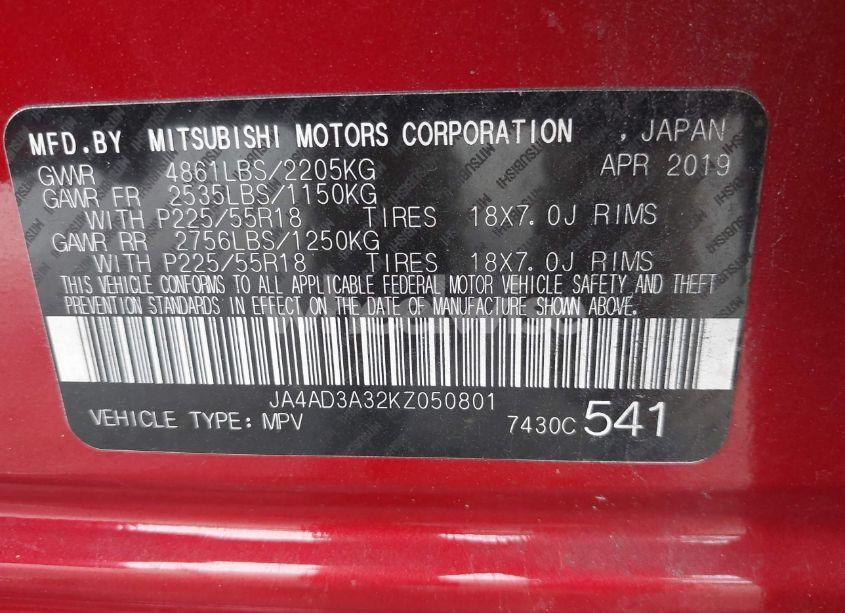 MFD.BY MITSUBISHI MOTORS CORPORATION , JAPAN
GVWR 4861LBS/2205KG APR 2019
GAWR FR 2535LBS/1150KG
WITH P225/55R18 TIRES 18X7.0J RIMS
GAWR RR 2756LBS/1250KG
WITH P225/55R18 TIRES 18X7.0J RIMS
THIS VEHICLE CONFORMS TO ALL APPLICABLE FEDERAL MOTOR VEHICLE SAFETY AND THEFT
PREVENTION STANDARDS IN EFFECT ON THE DATE OF MANUFACTURE SHOWN ABOVE.
JA4AD3A32KZ050801
VEHICLE TYPE: MPV 7430C 541